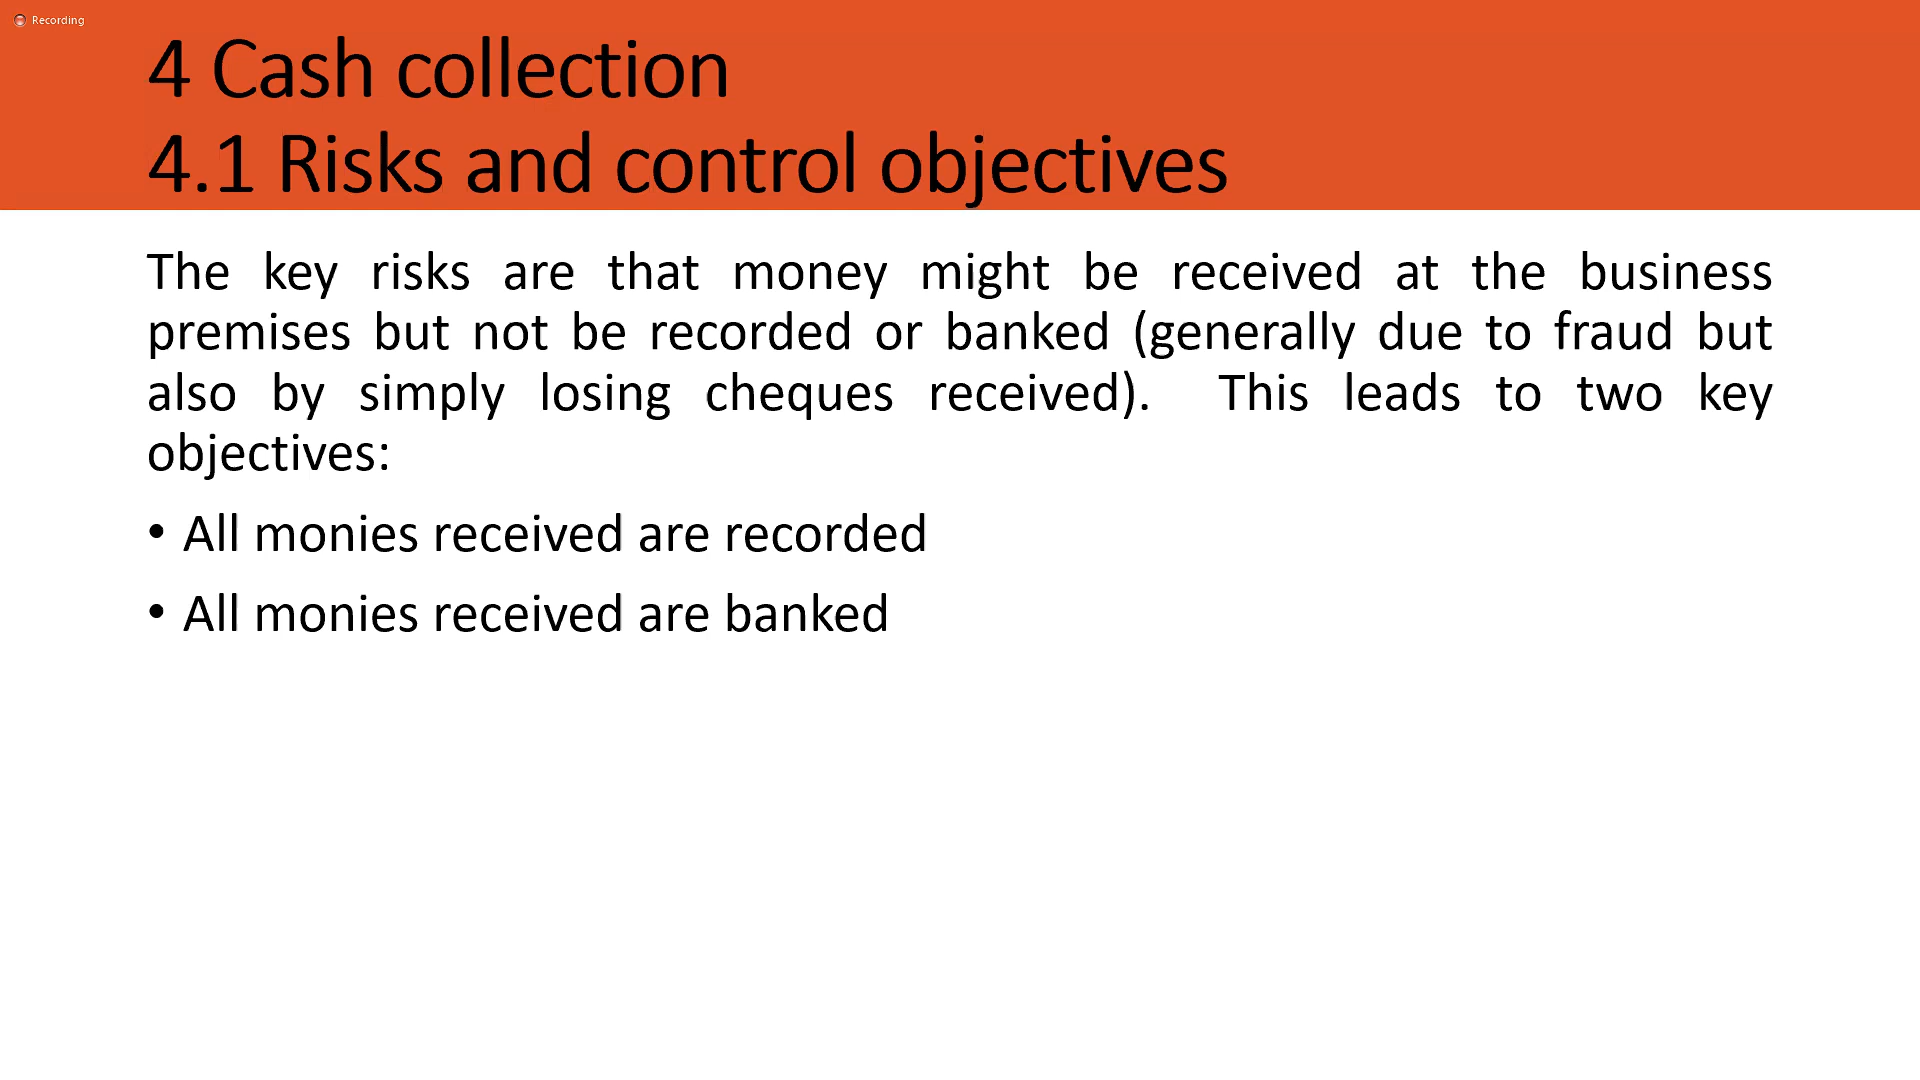 Recording
4 Cash collection
4.1 Risks and control objectives
The key risks are that money might be received at the business
premises but not be recorded or banked (generally due to fraud but
also by simply losing cheques received). This leads to two key
objectives:
• All monies received are recorded
• All monies received are banked